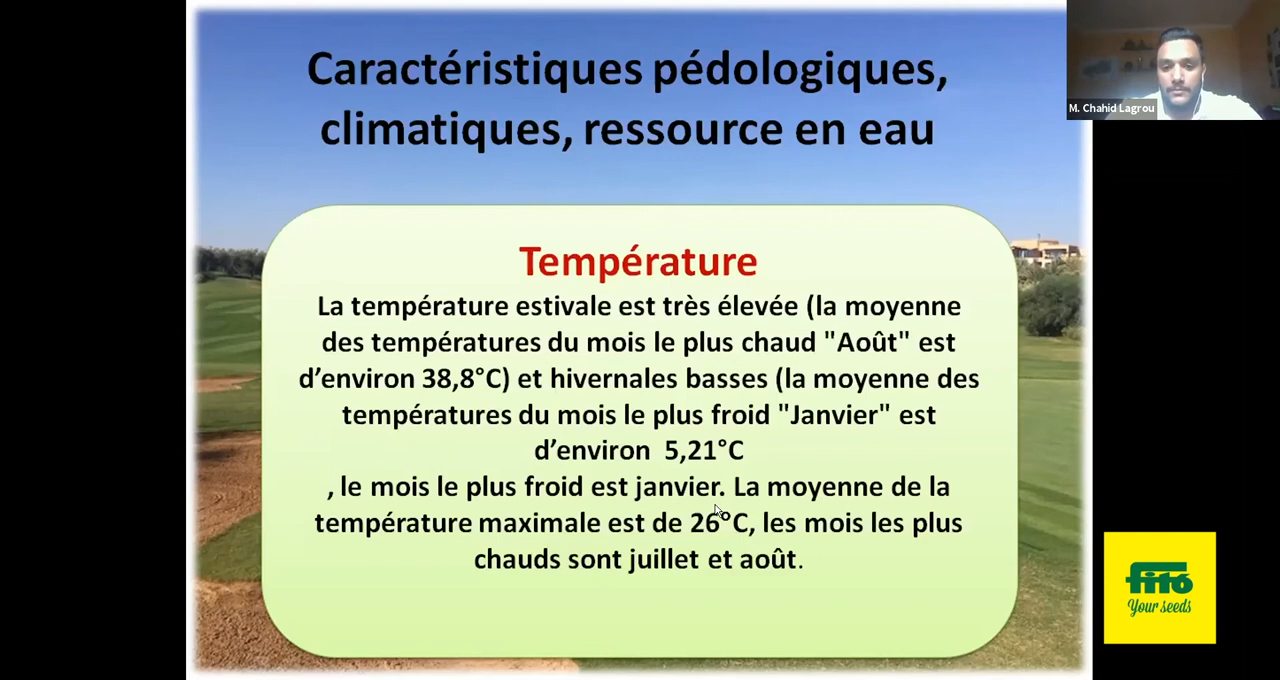 Caractéristiques pédologiques,
climatiques, ressource en eau
M. Chahid Lagrou
Température
La température estivale est très élevée (la moyenne
des températures du mois le plus chaud "Août" est
d’environ 38,8°C) et hivernales basses (la moyenne des
températures du mois le plus froid "Janvier" est
d’environ  5,21°C
, le mois le plus froid est janvier. La moyenne de la
température maximale est de 26°C, les mois les plus
chauds sont juillet et août.
fitó
Your seeds